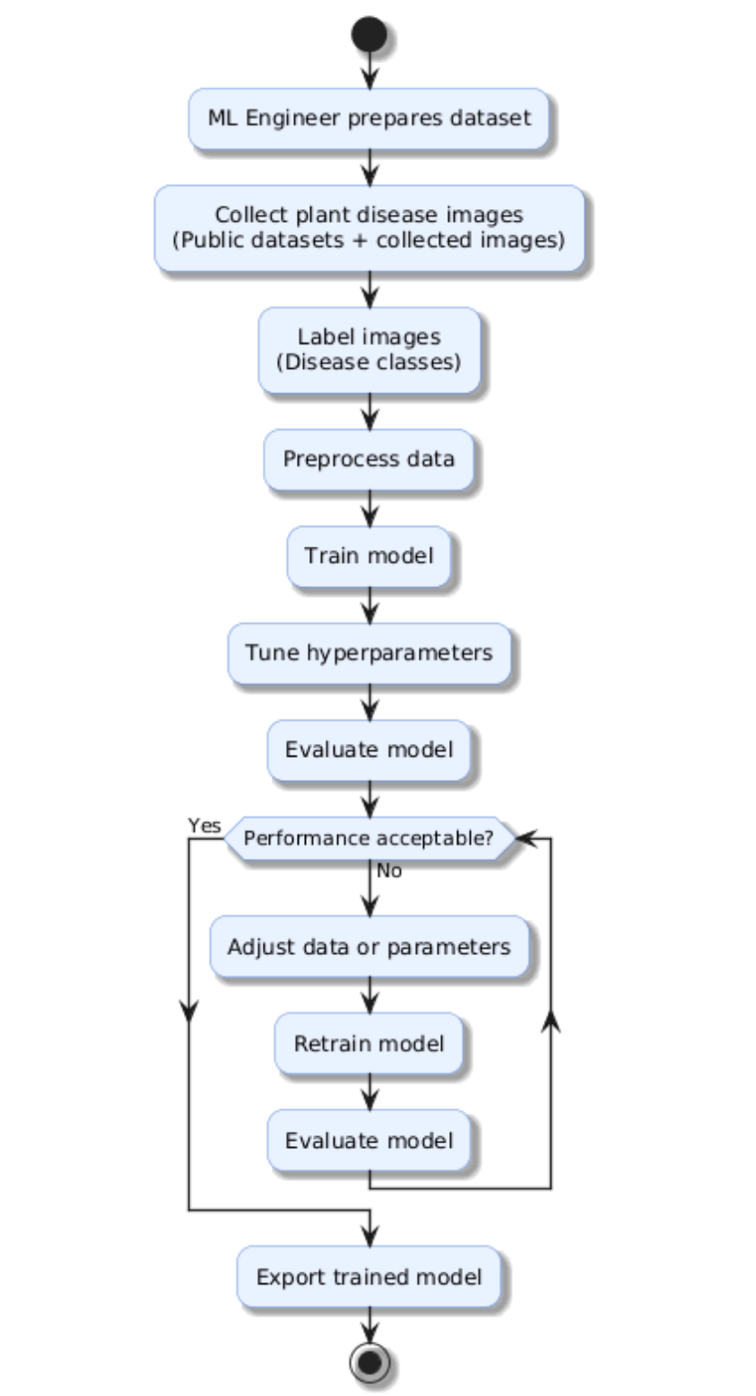 ML Engineer prepares dataset
Collect plant disease images
(Public datasets + collected images)
Label images
(Disease classes)
Preprocess data
Train model
Tune hyperparameters
Evaluate model
Yes
Performance acceptable?
No
Adjust data or parameters
Retrain model
Evaluate model
Export trained model